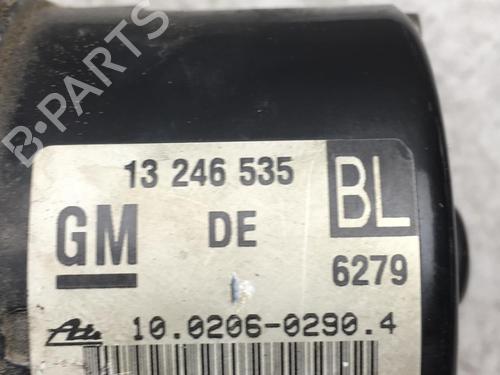 B-PARTS
13 246 535
BL
GM
DE
6279
Ate
10.0206-0290.4